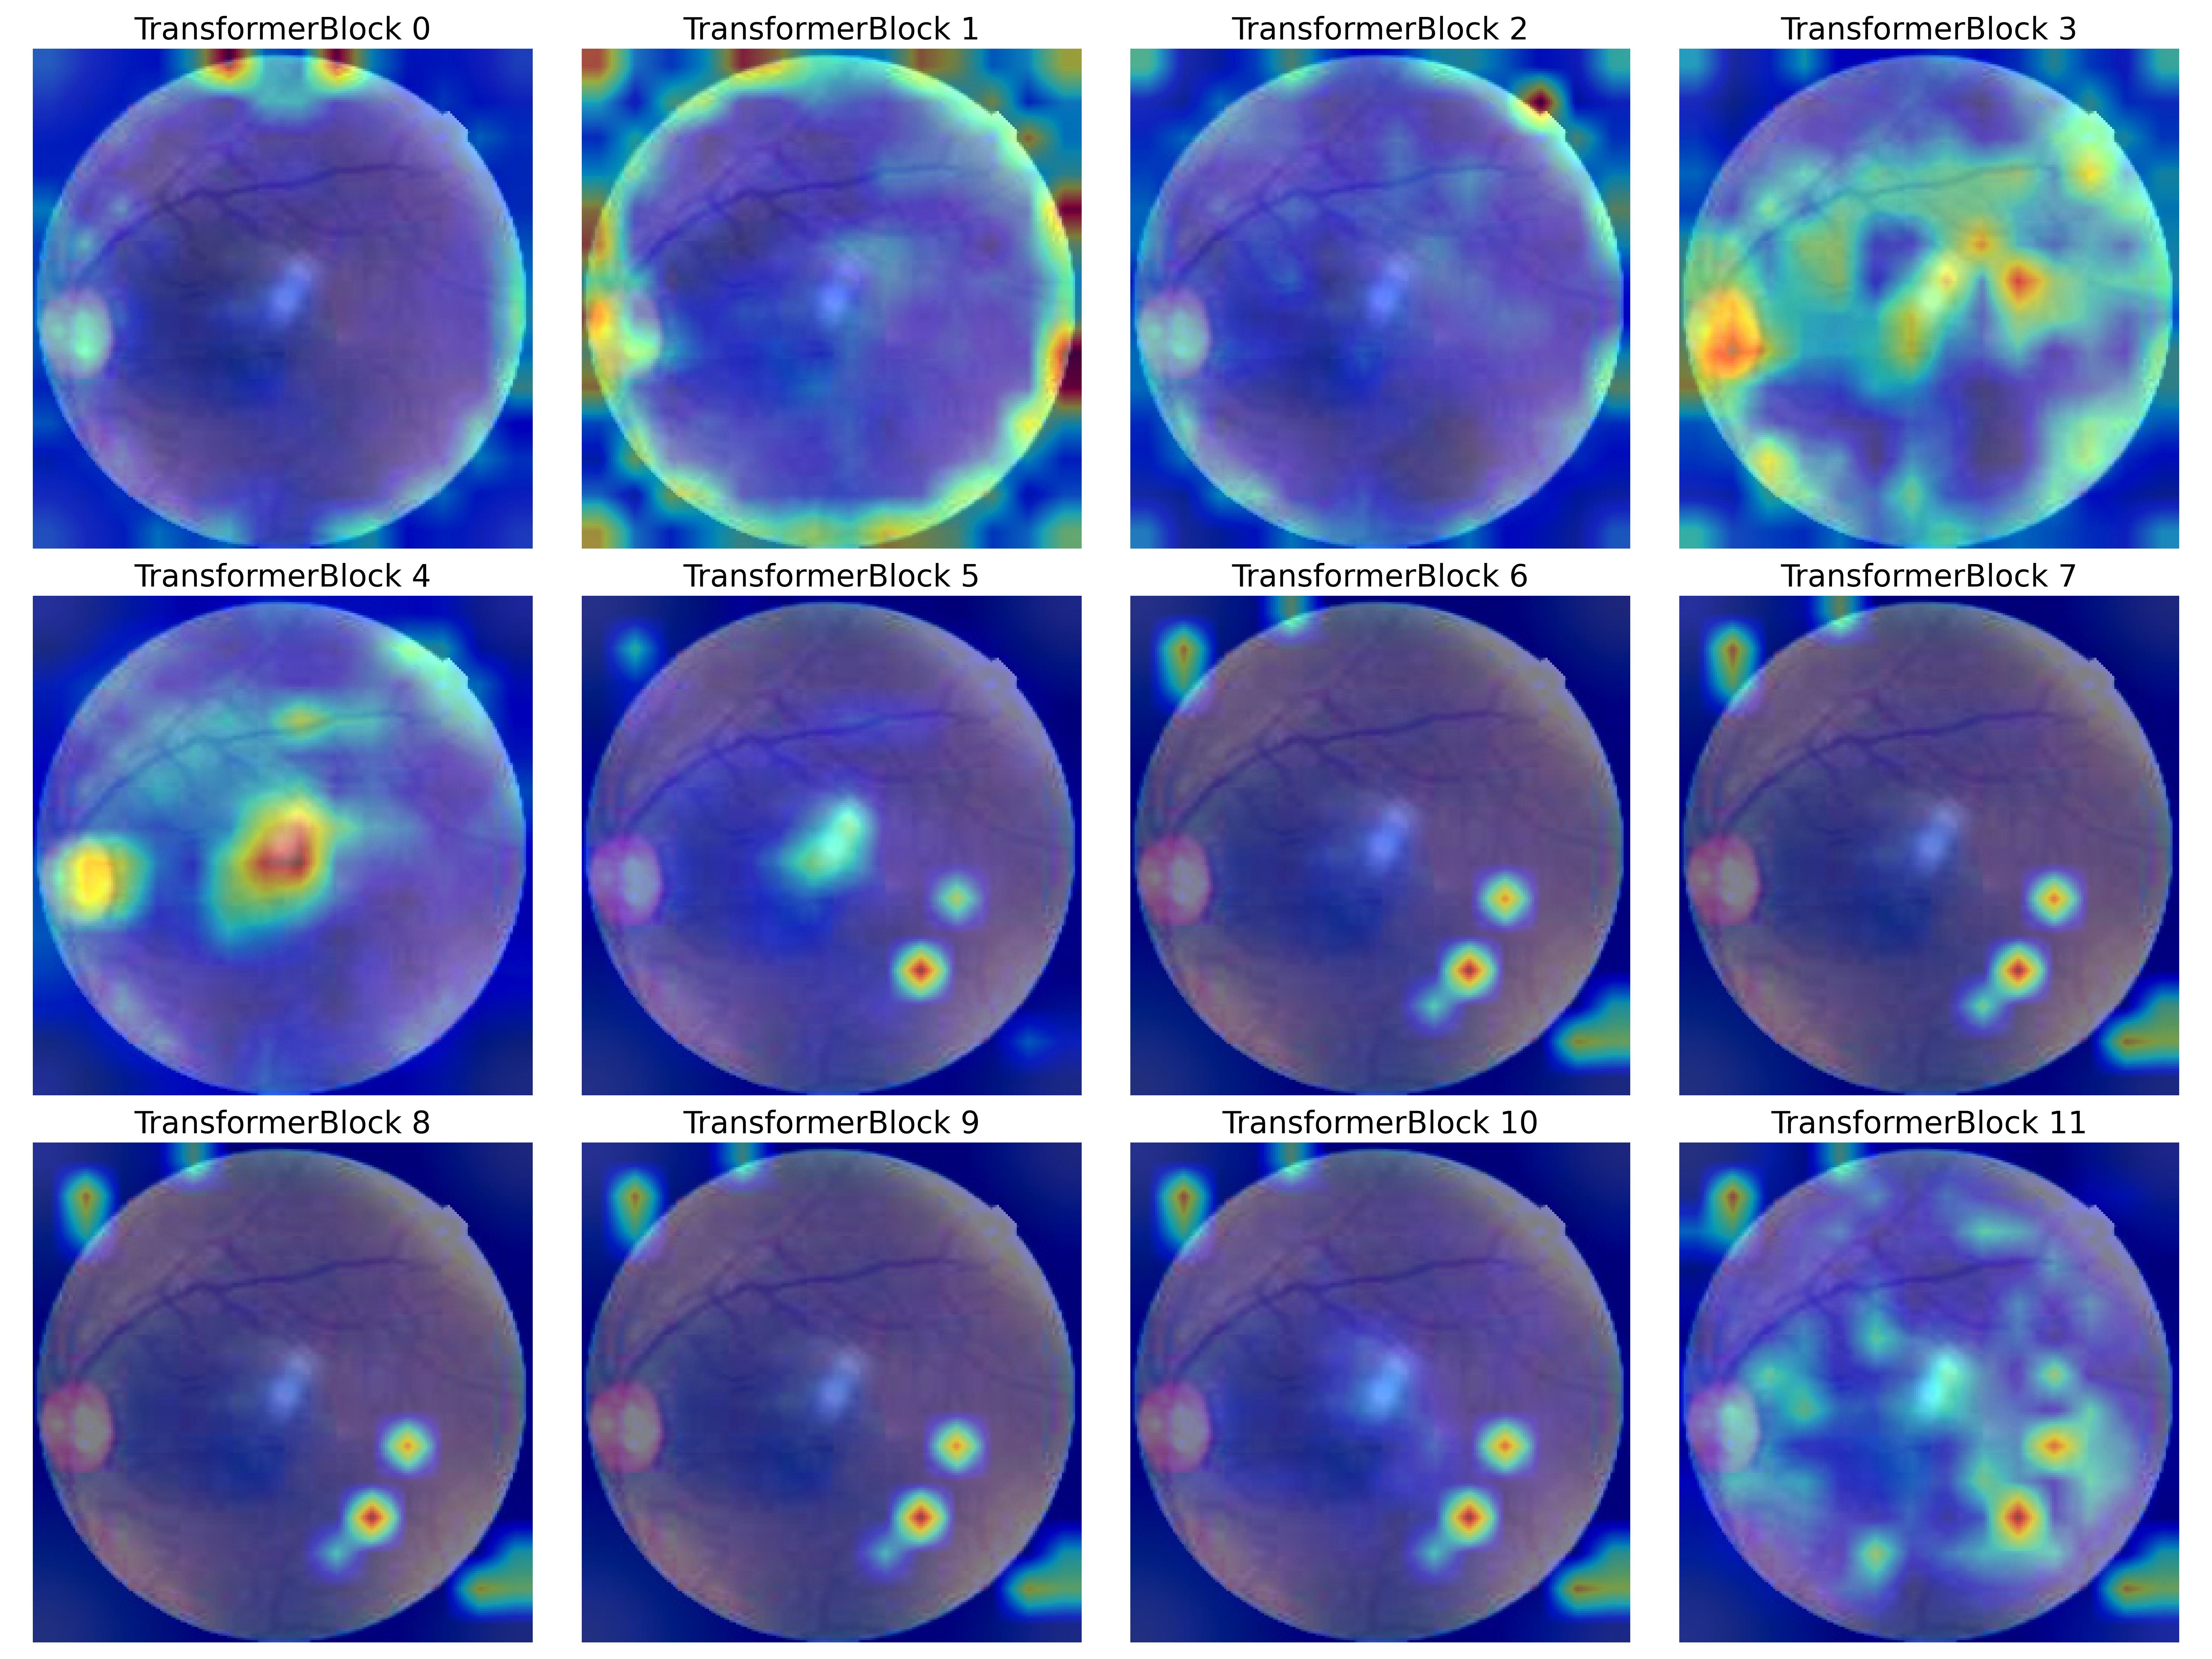 TransformerBlock 0
TransformerBlock 1
TransformerBlock 2
TransformerBlock 3
TransformerBlock 4
TransformerBlock 5
TransformerBlock 6
TransformerBlock 7
TransformerBlock 8
TransformerBlock 9
TransformerBlock 10
TransformerBlock 11